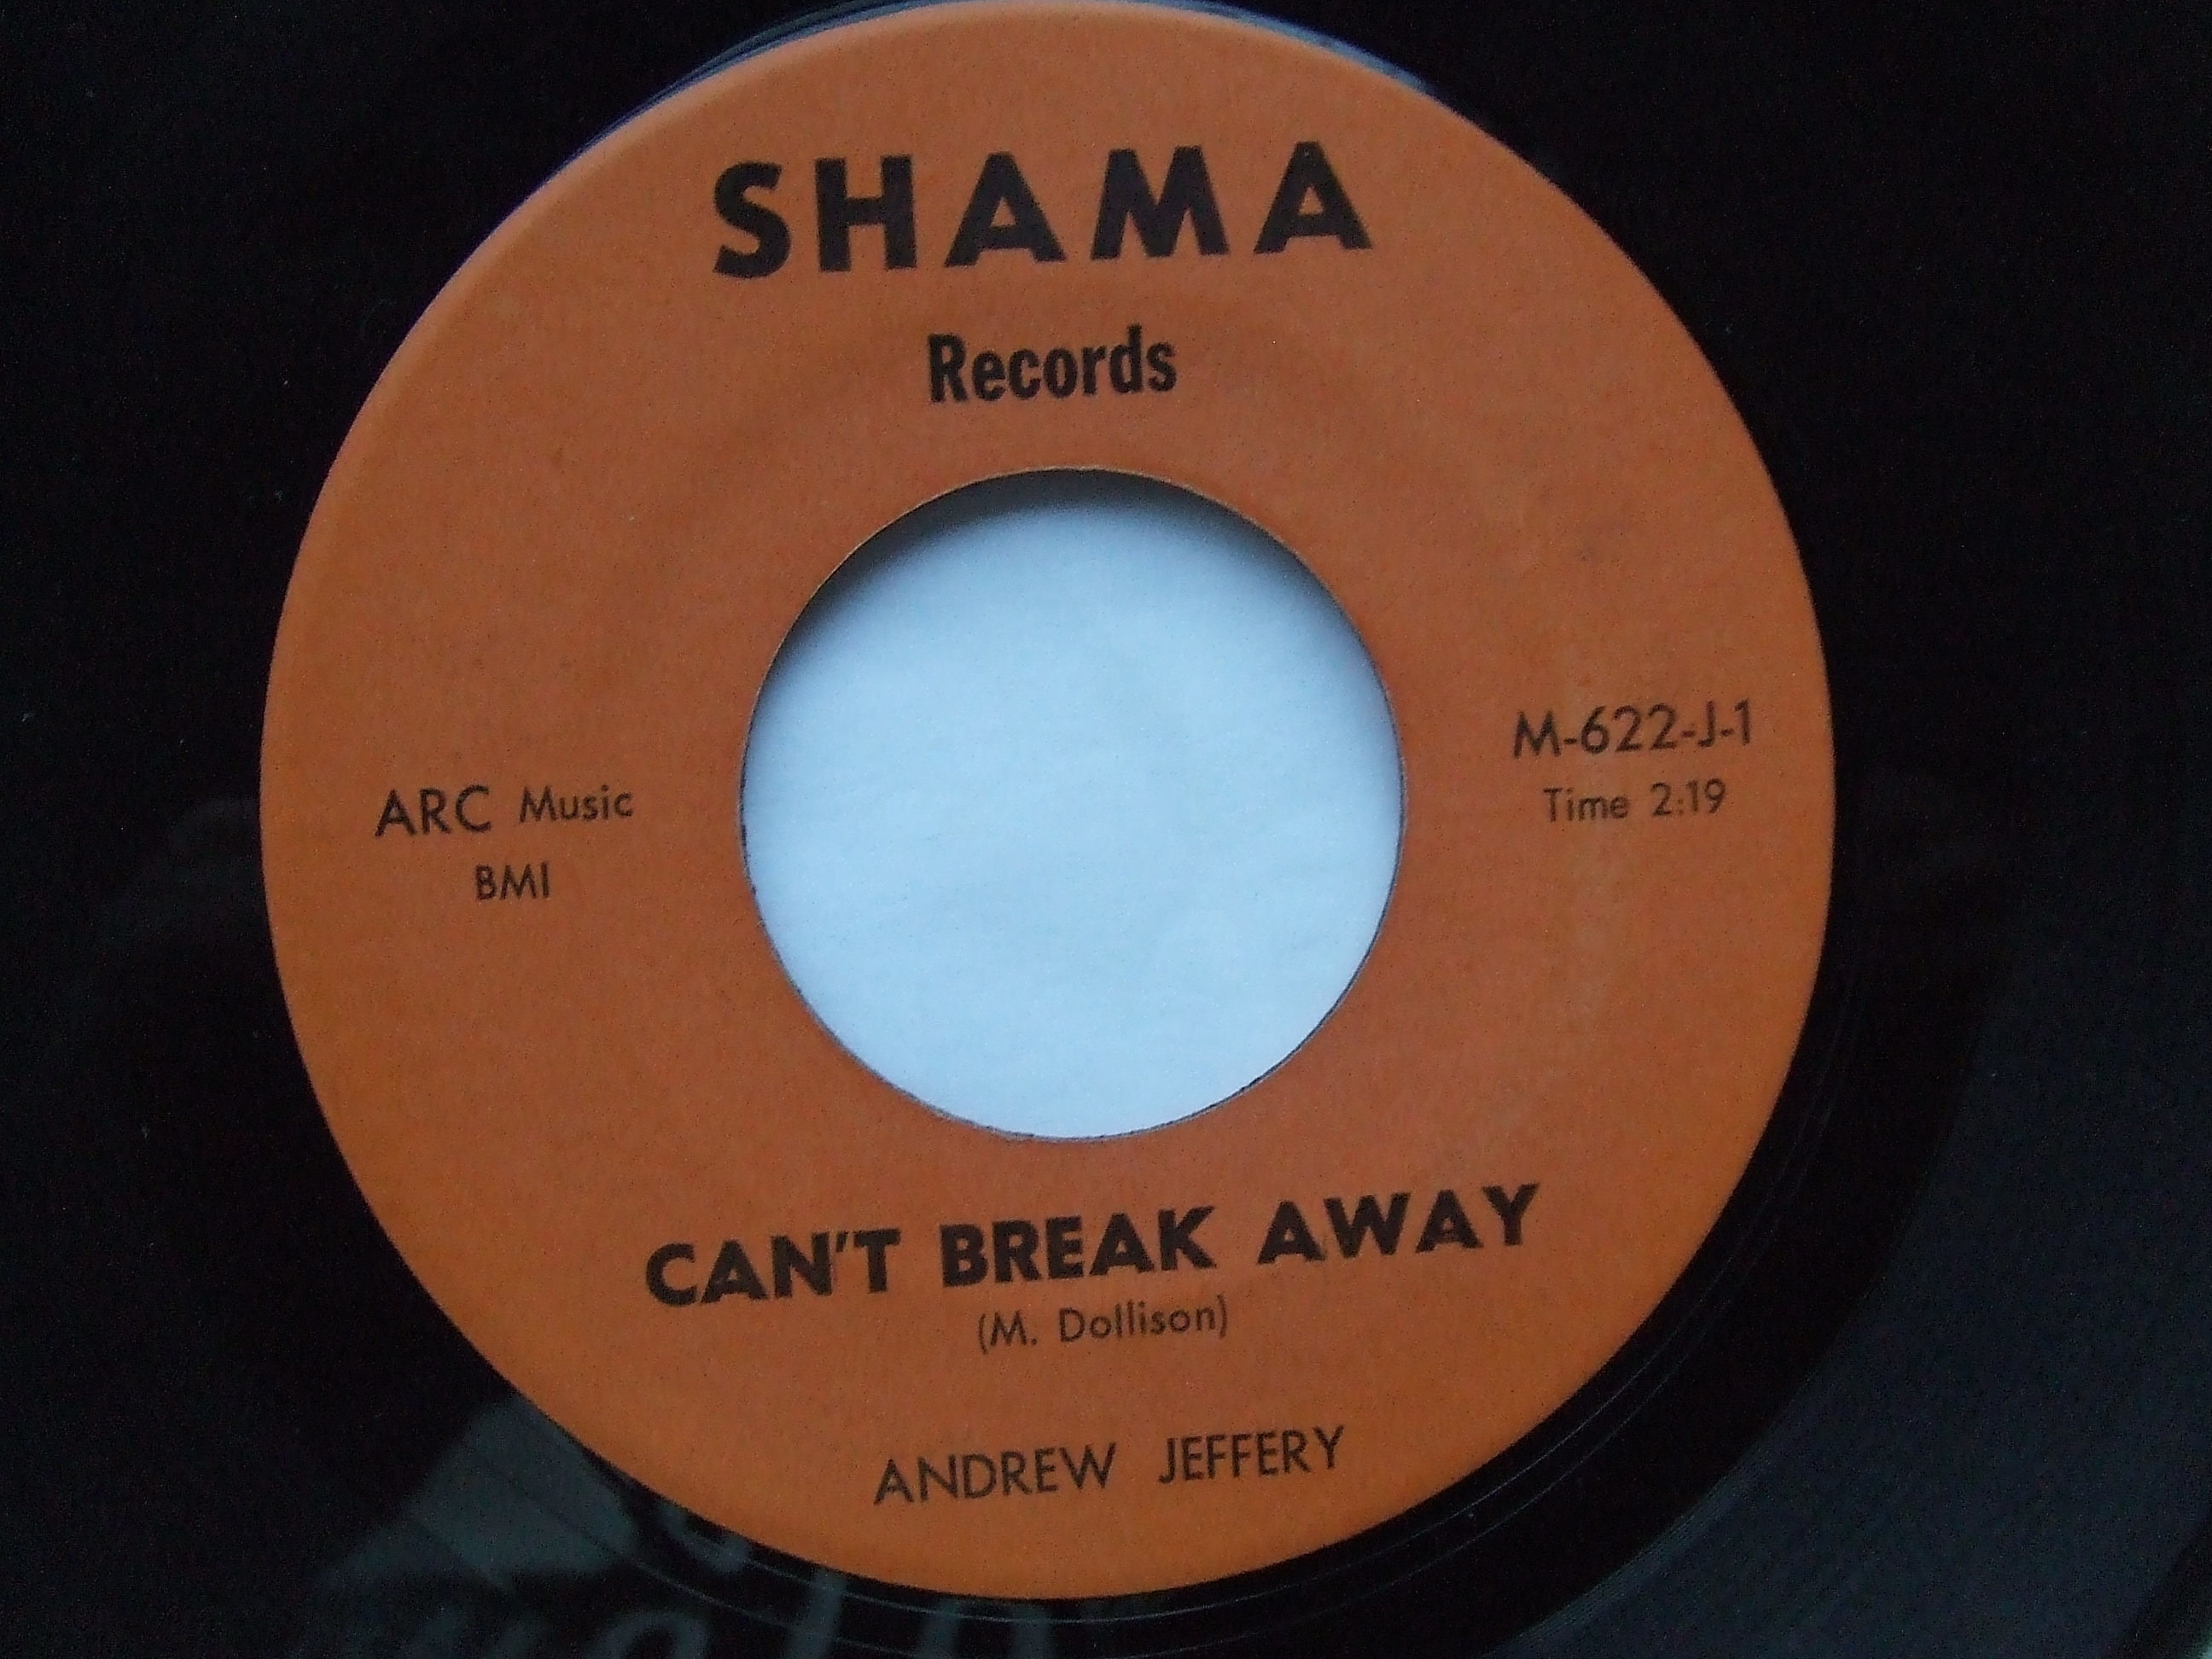 SHAMA
Records
ARC Music
BMI
M-622-J-1
Time 2:19
CAN'T BREAK AWAY
(M. Dollison)
ANDREW JEFFERY